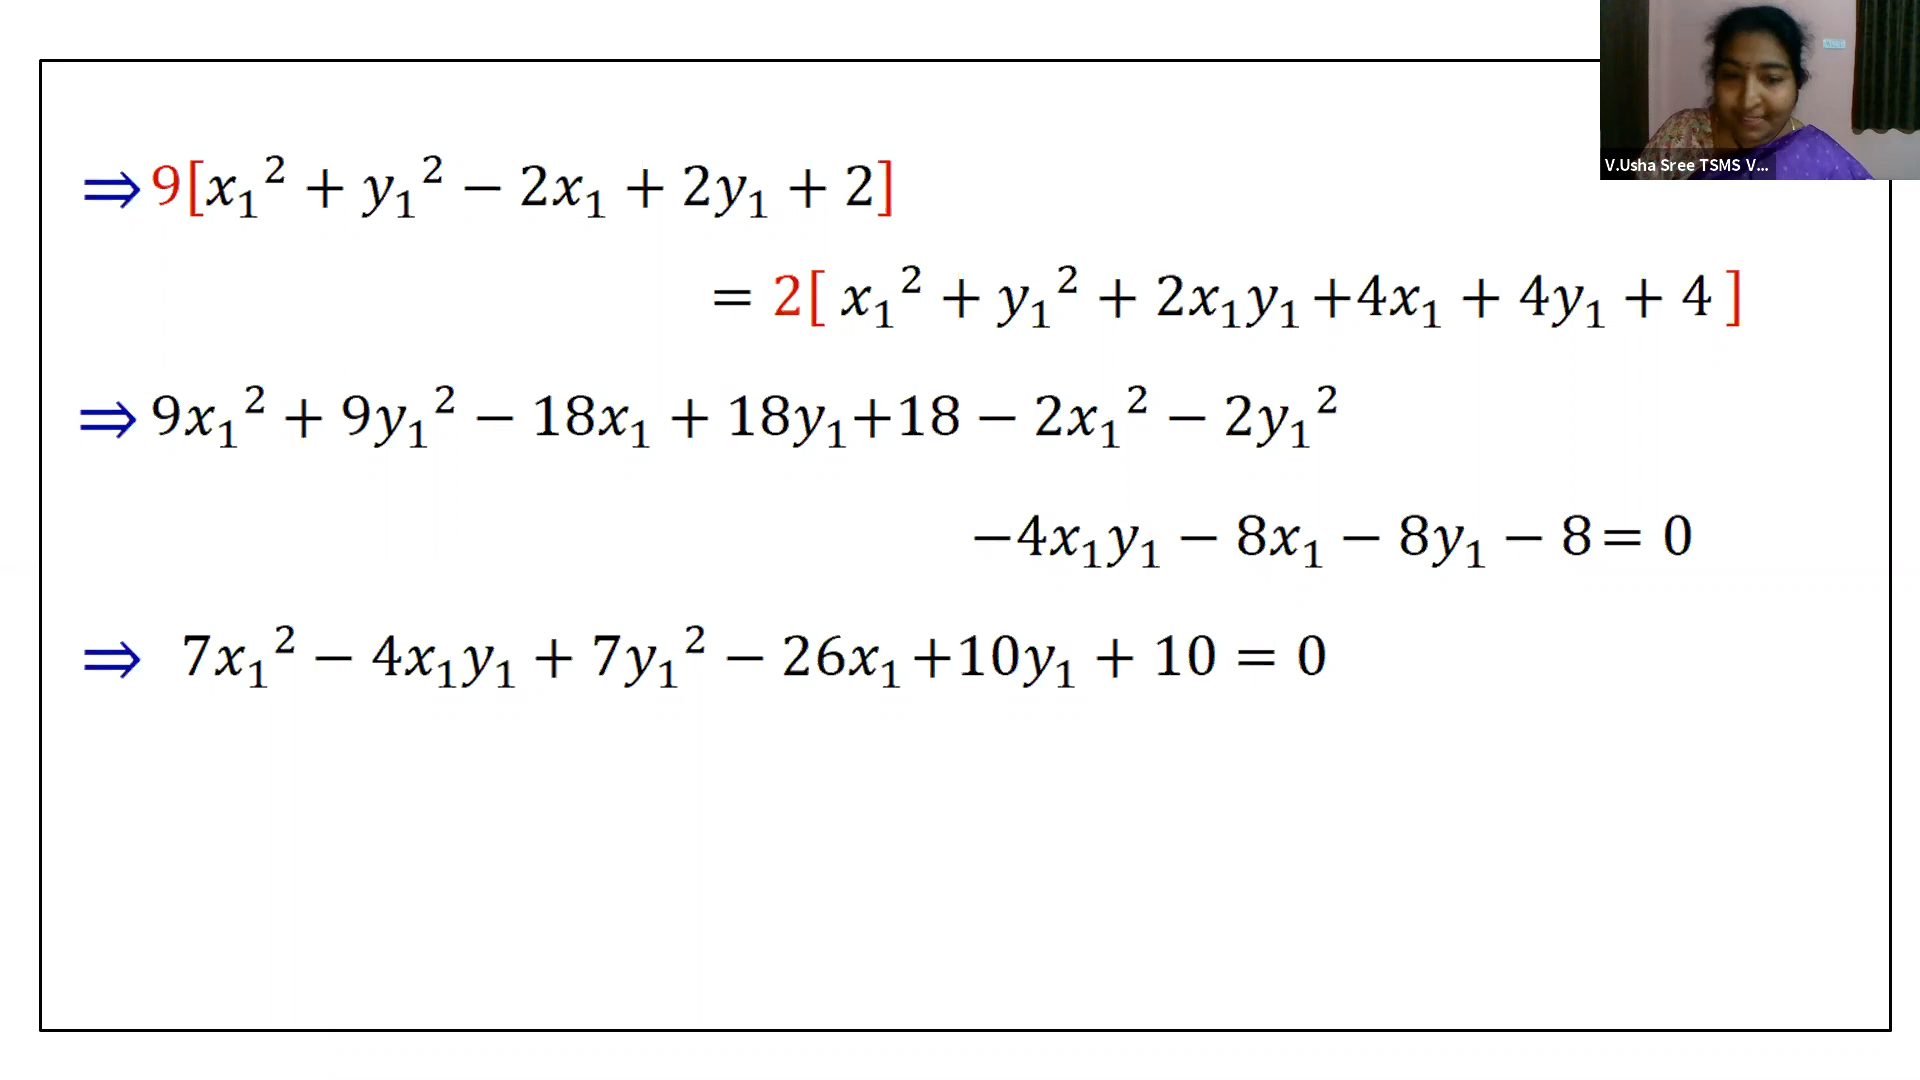 V.Usha Sree TSMS V...
⇒ 9[x₁² + y₁² − 2x₁ + 2y₁ + 2]
= 2[ x₁² + y₁² + 2x₁y₁ +4x₁ + 4y₁ + 4 ]
⇒ 9x₁² + 9y₁² − 18x₁ + 18y₁+18 − 2x₁² − 2y₁²
−4x₁y₁ − 8x₁ − 8y₁ − 8= 0
⇒ 7x₁² − 4x₁y₁ + 7y₁² − 26x₁+10y₁ + 10 = 0